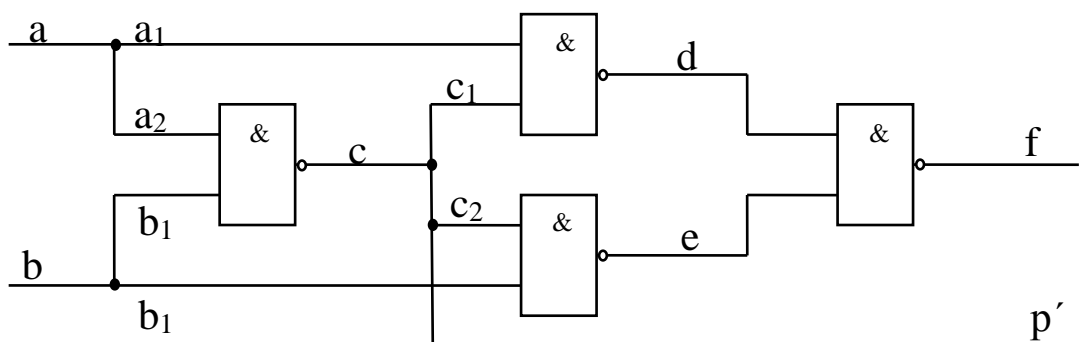 a a₁ & d
c₁
a₂ & c & f
b₁ c₂ &
b e
b₁ p´